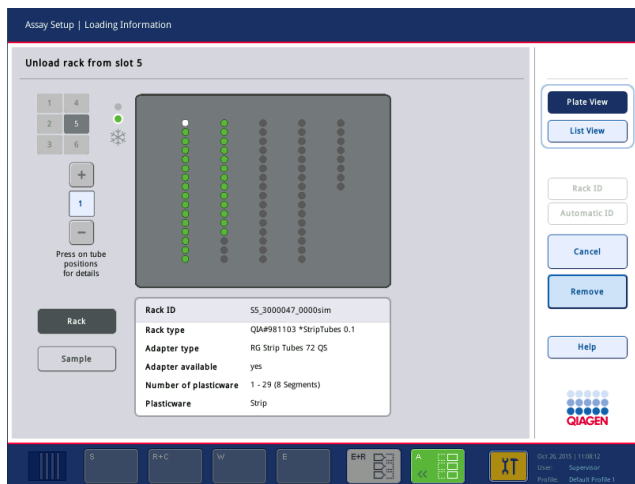 Assay Setup | Loading Information
Unload rack from slot 5
1 4
2 5
3 6
+
1
−
Press on tube
positions
for details
Rack
Sample
Rack ID S5_3000047_0000sim
Rack type QIA#981103 *StripTubes 0.1
Adapter type RG Strip Tubes 72 QS
Adapter available yes
Number of plasticware 1 - 29 (8 Segments)
Plasticware Strip
Plate View
List View
Rack ID
Automatic ID
Cancel
Remove
Help
QIAGEN
S
R+C
W
E
E+R
A
Oct 26, 2015 | 11:08:12
User: Supervisor
Profile: Default Profile 1